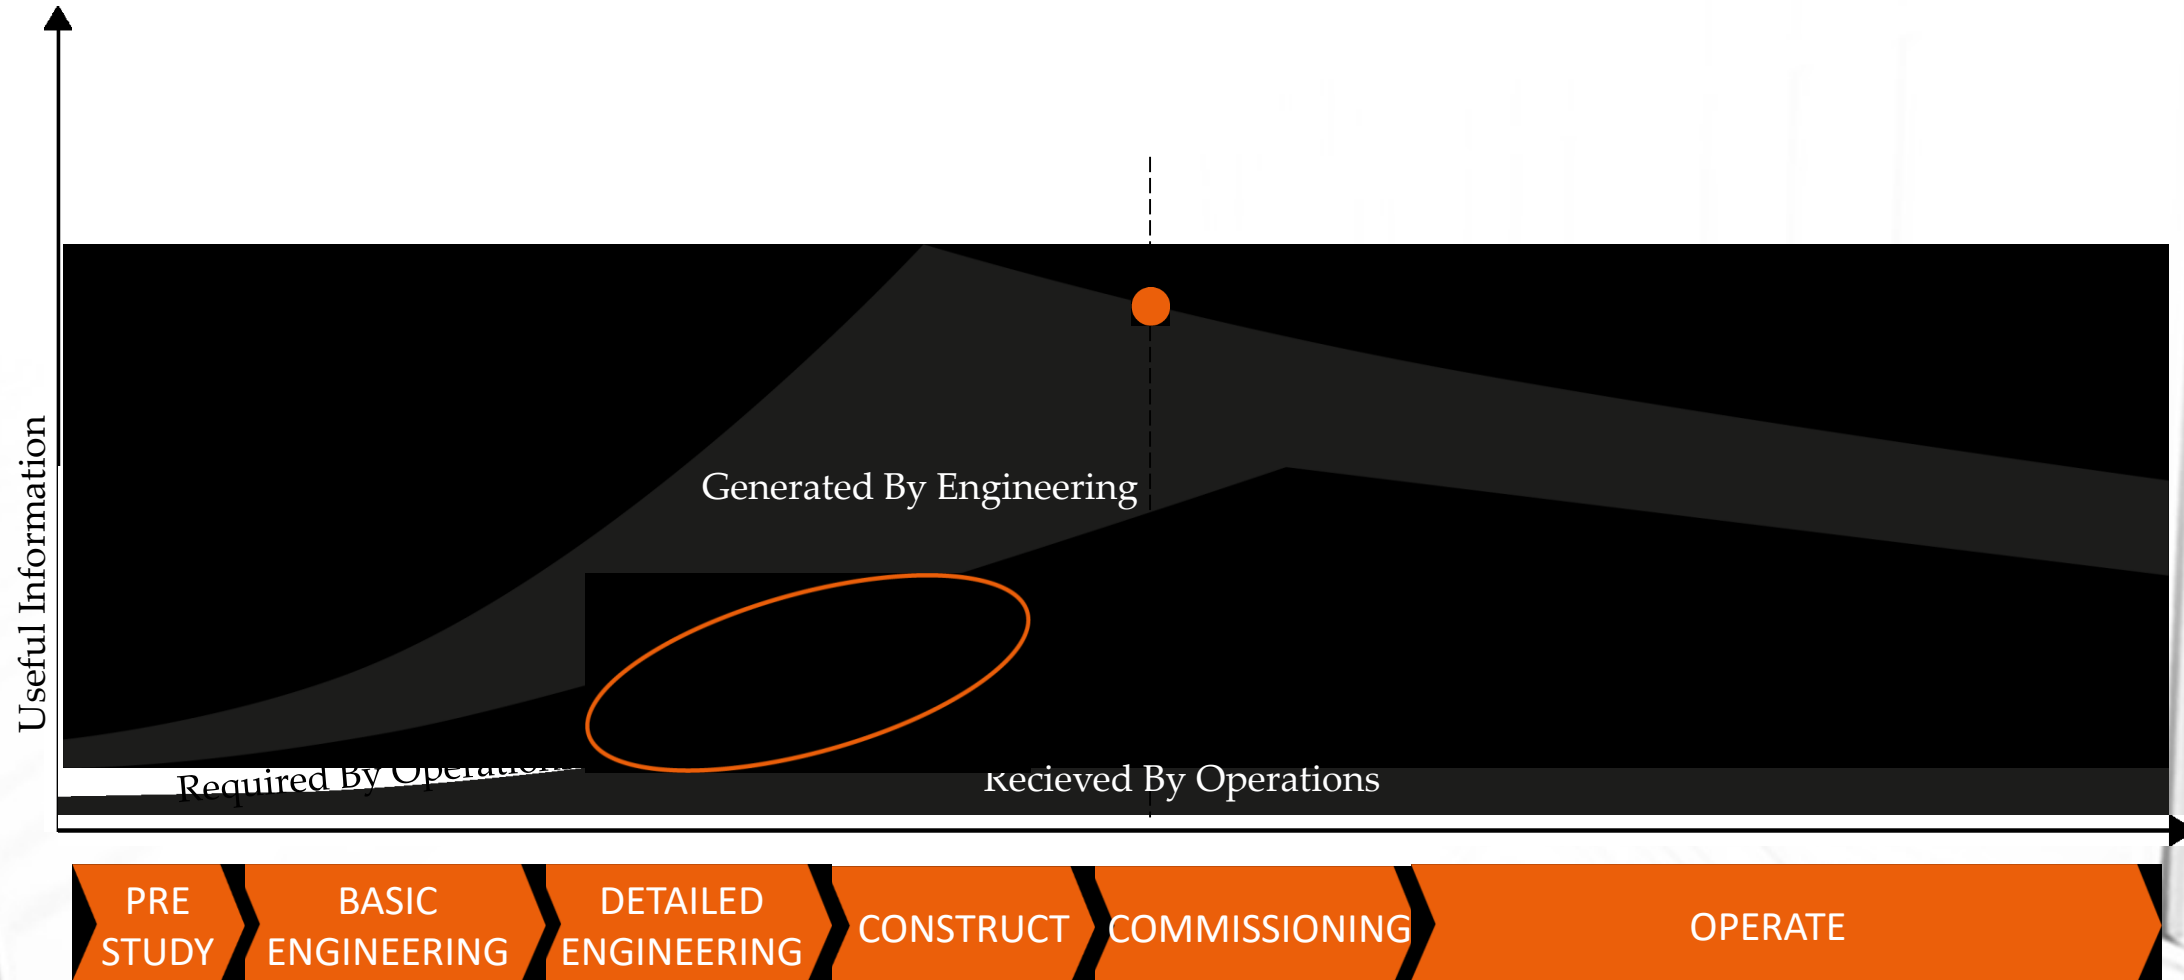 Useful Information
Generated By Engineering
Required By Operations
Recieved By Operations
PRE
STUDY
BASIC
ENGINEERING
DETAILED
ENGINEERING
CONSTRUCT
COMMISSIONING
OPERATE